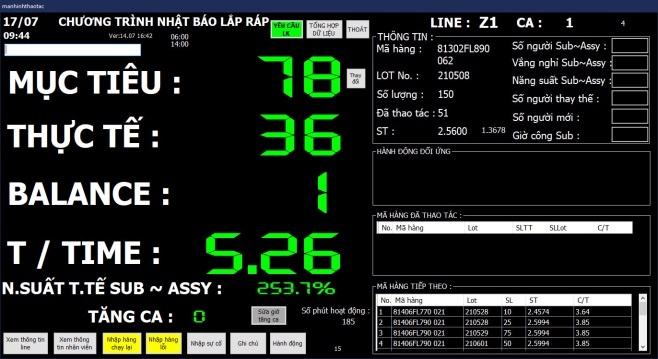 manhinhthaotac
17/07 CHƯƠNG TRÌNH NHẬT BÁO LẮP RÁP
YÊU CẦU LK
TỔNG HỢP DỮ LIỆU
THOÁT
09:44
Ver:14.07 16:42
06:00
14:00
LINE : Z1 CA : 1 4
MỤC TIÊU : 78
Thay đổi
THỰC TẾ : 36
BALANCE : 1
T / TIME : 5.26
N.SUẤT T.TẾ SUB ~ ASSY : 253.7%
TĂNG CA : 0
Sửa giờ tăng ca
Số phút hoạt động :
185
Xem thông tin line
Xem thông tin nhân viên
Nhập hàng chạy lại
Nhập hàng lỗi
Nhập sự cố
Ghi chú
Hành động
15
THÔNG TIN :
Mã hàng : 81302FL890 062
LOT No. : 210508
Số lượng : 150
Đã thao tác : 51
ST : 2.5600 1.3678
Số người Sub~Assy :
Vắng nghỉ Sub~Assy :
Năng suất Sub~Assy :
Số người thay thế :
Số người mới :
Giờ công Sub :
HÀNH ĐỘNG ĐỐI ỨNG
MÃ HÀNG ĐÃ THAO TÁC :
No. Mã hàng Lot SLTT SLLot C/T
MÃ HÀNG TIẾP THEO :
No. Mã hàng Lot SL ST C/T
1 81406FL770 021 210528 10 2.4574 3.64
2 81406FL780 021 210528 25 2.5994 3.85
3 81406FL790 021 210529 75 2.5994 3.85
4 81406FL790 021 210601 50 2.5994 3.85